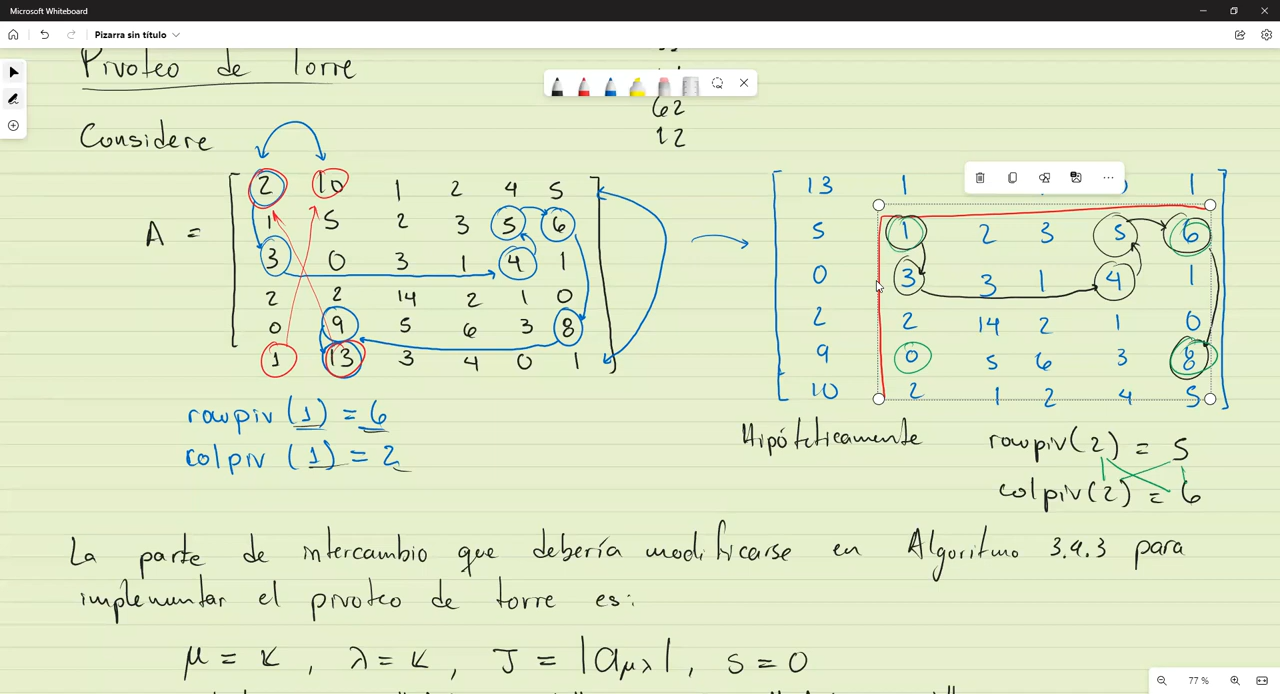 Microsoft Whiteboard
Pizarra sin título
Pivoteo de Torre
62
12
Considere
A =
2 10 1 2 4 5
1 5 2 3 5 6
3 0 3 1 4 1
2 2 14 2 1 0
0 9 5 6 3 8
1 13 3 4 0 1
13 1 1
5 1 2 3 5 6
0 3 3 1 4 1
2 2 14 2 1 0
9 0 5 6 3 8
10 2 1 2 4 5
rowpiv (1) = 6
colpiv (1) = 2
Hipóteticamente rowpiv(2) = 5
colpiv(2) = 6
La parte de intercambio que debería modificarse en Algoritmo 3.4.3 para
implementar el pivoteo de torre es:
μ = K , λ = K , J = |aμλ| , s = 0
77 %